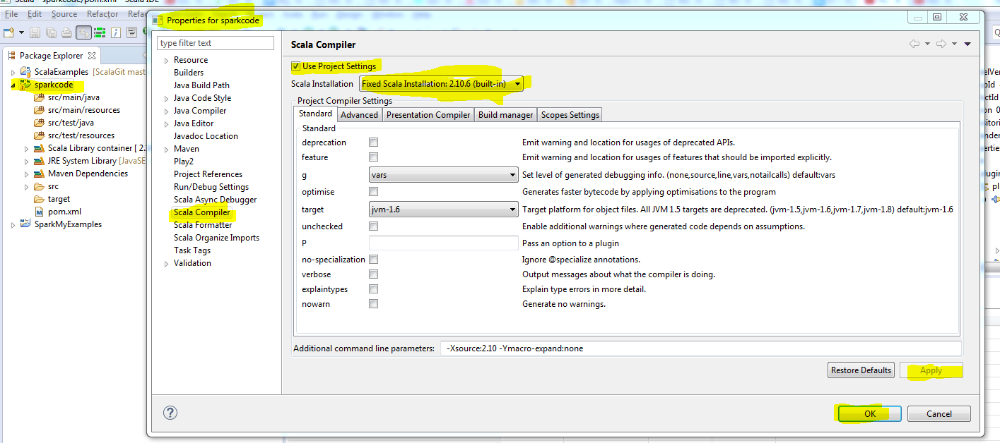 Scala - sparkcode/pom.xml - Scala IDE
File Edit Source Refactor Refac
Properties for sparkcode
type filter text
Scala Compiler
Package Explorer
ScalaExamples [ScalaGit mast
sparkcode
src/main/java
src/main/resources
src/test/java
src/test/resources
Scala Library container [ 2.
JRE System Library [JavaSE
Maven Dependencies
src
target
pom.xml
SparkMyExamples
Resource
Builders
Java Build Path
Java Code Style
Java Compiler
Java Editor
Javadoc Location
Maven
Play2
Project References
Run/Debug Settings
Scala Async Debugger
Scala Compiler
Scala Formatter
Scala Organize Imports
Task Tags
Validation
Use Project Settings
Scala Installation Fixed Scala Installation: 2.10.6 (built-in)
Project Compiler Settings
Standard Advanced Presentation Compiler Build manager Scopes Settings
Standard
deprecation Emit warning and location for usages of deprecated APIs.
feature Emit warning and location for usages of features that should be imported explicitly.
g vars Set level of generated debugging info. (none,source,line,vars,notailcalls) default:vars
optimise Generates faster bytecode by applying optimisations to the program
target jvm-1.6 Target platform for object files. All JVM 1.5 targets are deprecated. (jvm-1.5,jvm-1.6,jvm-1.7,jvm-1.8) default:jvm-1.6
unchecked Enable additional warnings where generated code depends on assumptions.
P Pass an option to a plugin
no-specialization Ignore @specialize annotations.
verbose Output messages about what the compiler is doing.
explaintypes Explain type errors in more detail.
nowarn Generate no warnings.
Additional command line parameters: -Xsource:2.10 -Ymacro-expand:none
Restore Defaults Apply
OK Cancel